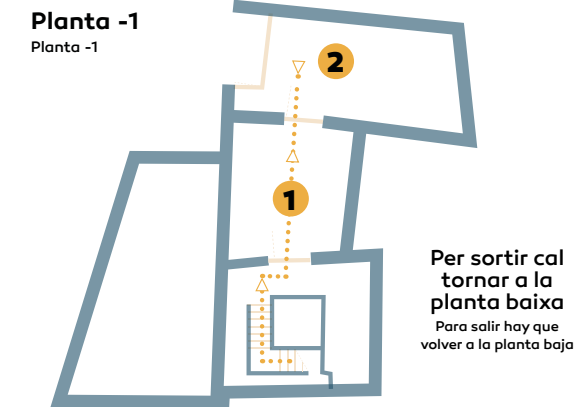 Planta -1
Planta -1
2
1
Per sortir cal
tornar a la
planta baixa
Para salir hay que
volver a la planta baja